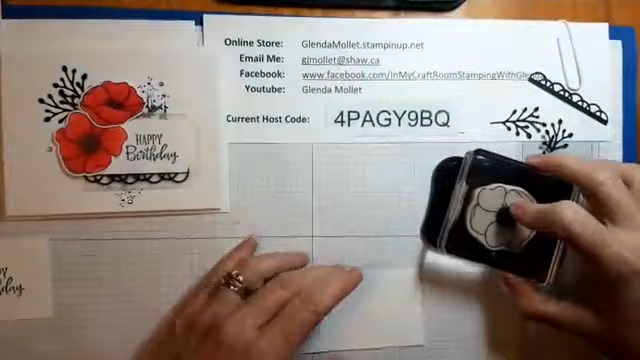 Online Store: GlendaMollet.stampinup.net
Email Me: gjmollet@shaw.ca
Facebook: www.facebook.com/InMyCraftRoomStampingWithGle
Youtube: Glenda Mollet
Current Host Code: 4PAGY9BQ
HAPPY
Birthday